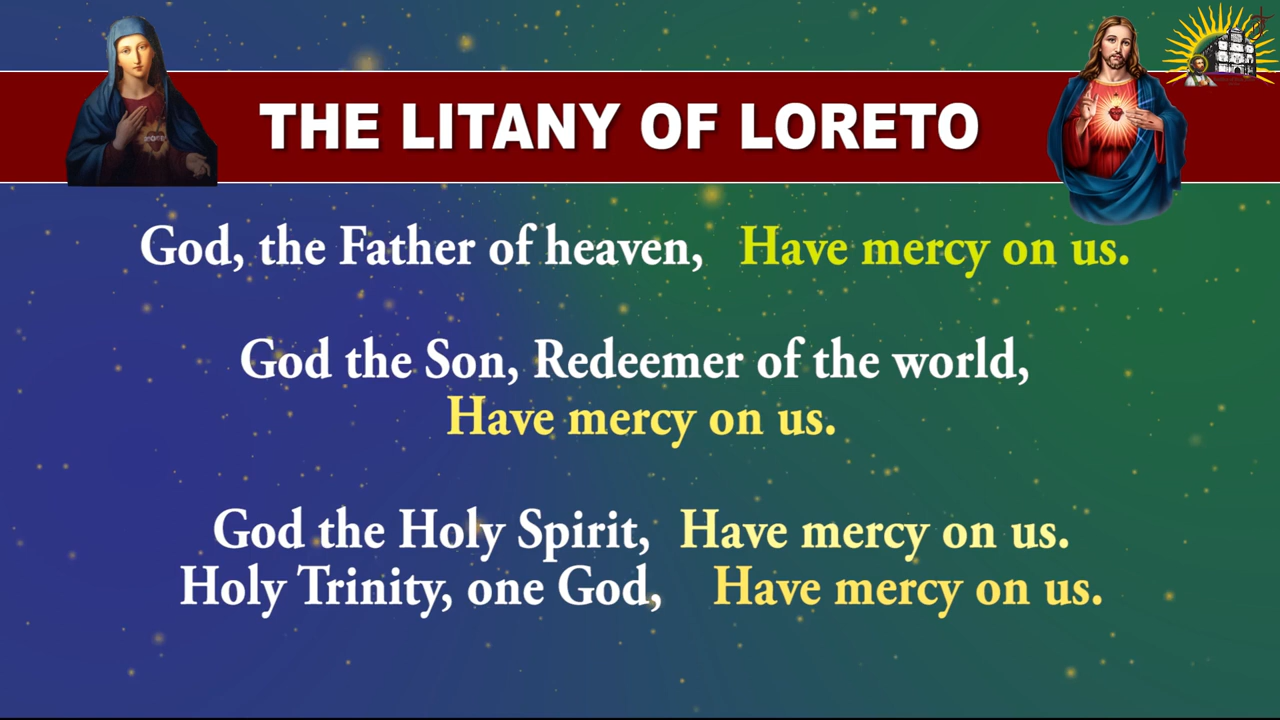 THE LITANY OF LORETO
God, the Father of heaven, Have mercy on us.
God the Son, Redeemer of the world,
Have mercy on us.
God the Holy Spirit, Have mercy on us.
Holy Trinity, one God, Have mercy on us.